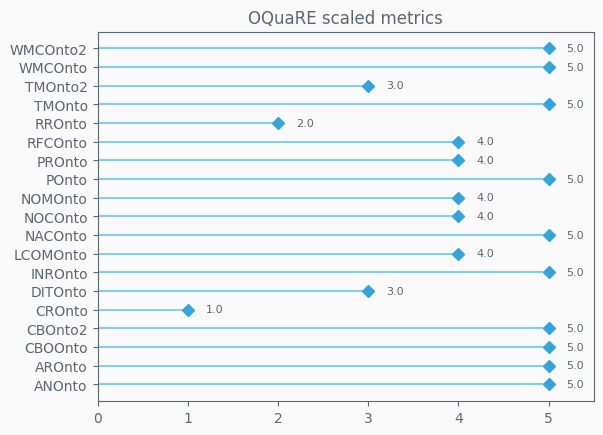 OQuaRE scaled metrics
WMCOnto2 5.0
WMCOnto 5.0
TMOnto2 3.0
TMOnto 5.0
RROnto 2.0
RFCOnto 4.0
PROnto 4.0
POnto 5.0
NOMOnto 4.0
NOCOnto 4.0
NACOnto 5.0
LCOMOnto 4.0
INROnto 5.0
DITOnto 3.0
CROnto 1.0
CBOnto2 5.0
CBOOnto 5.0
AROnto 5.0
ANOnto 5.0
0 1 2 3 4 5